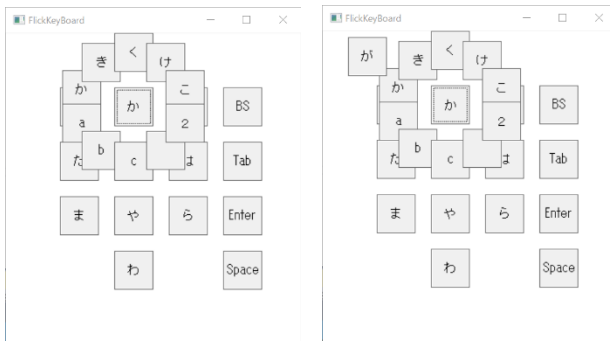 FlickKeyBoard
く
き け
か こ
か BS
a 2
b
た c は Tab
ま や ら Enter
わ Space
FlickKeyBoard
が く
き け
か こ
か BS
a 2
b
た c は Tab
ま や ら Enter
わ Space